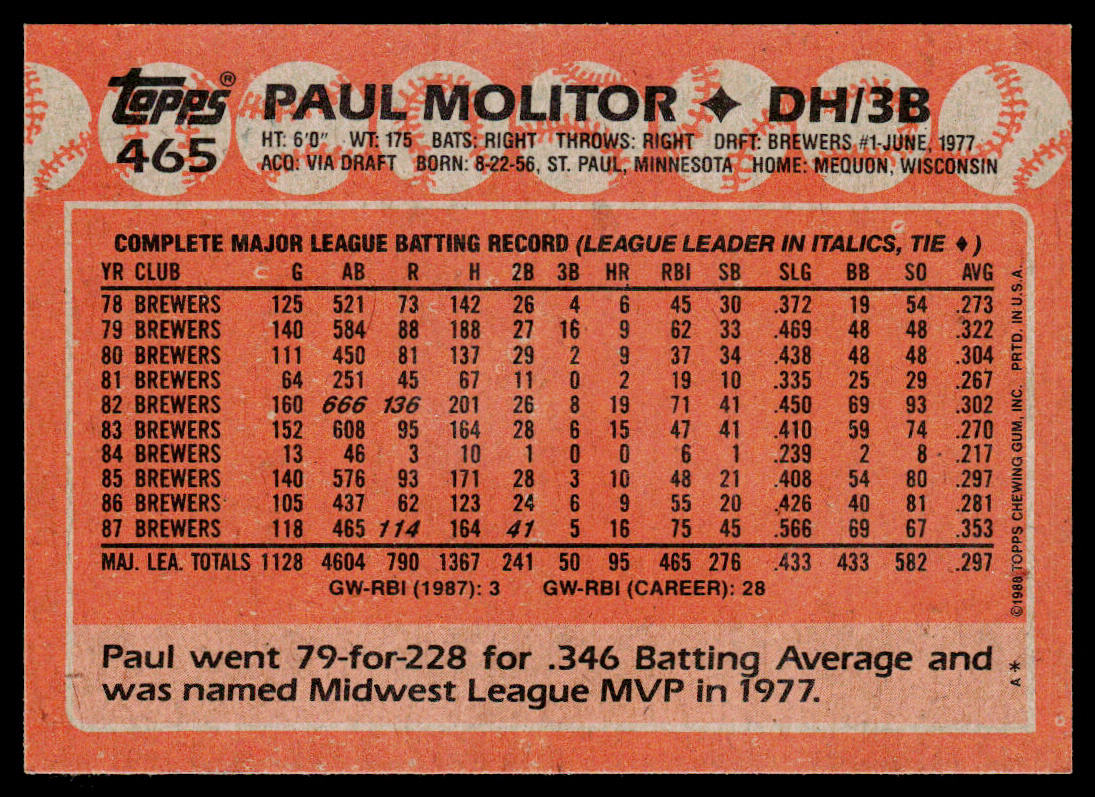 Topps®
465
PAUL MOLITOR ✦ DH/3B
HT: 6'0" WT: 175 BATS: RIGHT THROWS: RIGHT DRFT: BREWERS #1-JUNE, 1977
ACQ: VIA DRAFT BORN: 8-22-56, ST. PAUL, MINNESOTA HOME: MEQUON, WISCONSIN
COMPLETE MAJOR LEAGUE BATTING RECORD (LEAGUE LEADER IN ITALICS, TIE ♦)
YR CLUB G AB R H 2B 3B HR RBI SB SLG BB SO AVG
78 BREWERS 125 521 73 142 26 4 6 45 30 .372 19 54 .273
79 BREWERS 140 584 88 188 27 16 9 62 33 .469 48 48 .322
80 BREWERS 111 450 81 137 29 2 9 37 34 .438 48 48 .304
81 BREWERS 64 251 45 67 11 0 2 19 10 .335 25 29 .267
82 BREWERS 160 666 136 201 26 8 19 71 41 .450 69 93 .302
83 BREWERS 152 608 95 164 28 6 15 47 41 .410 59 74 .270
84 BREWERS 13 46 3 10 1 0 0 6 1 .239 2 8 .217
85 BREWERS 140 576 93 171 28 3 10 48 21 .408 54 80 .297
86 BREWERS 105 437 62 123 24 6 9 55 20 .426 40 81 .281
87 BREWERS 118 465 114 164 41 5 16 75 45 .566 69 67 .353
MAJ. LEA. TOTALS 1128 4604 790 1367 241 50 95 465 276 .433 433 582 .297
GW-RBI (1987): 3 GW-RBI (CAREER): 28
Paul went 79-for-228 for .346 Batting Average and
was named Midwest League MVP in 1977.
A* ©1988 TOPPS CHEWING GUM, INC. PRTD. IN U.S.A.